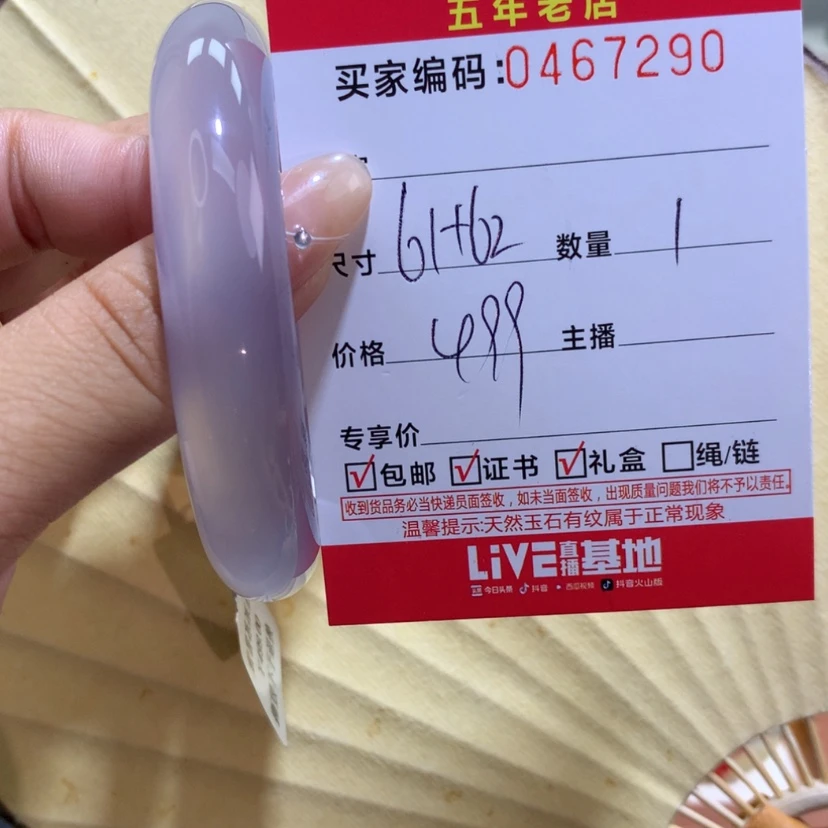 五年老店
买家编码:0467290
尺寸 61+62 数量 1
价格 499 主播
专享价
包邮 证书 礼盒 绳/链
收到货品务必当快递员面签收，如未当面签收，出现质量问题我们将不予以责任。
温馨提示:天然玉石有纹属于正常现象
LiVE直播基地
今日头条 抖音 西瓜视频 抖音火山版